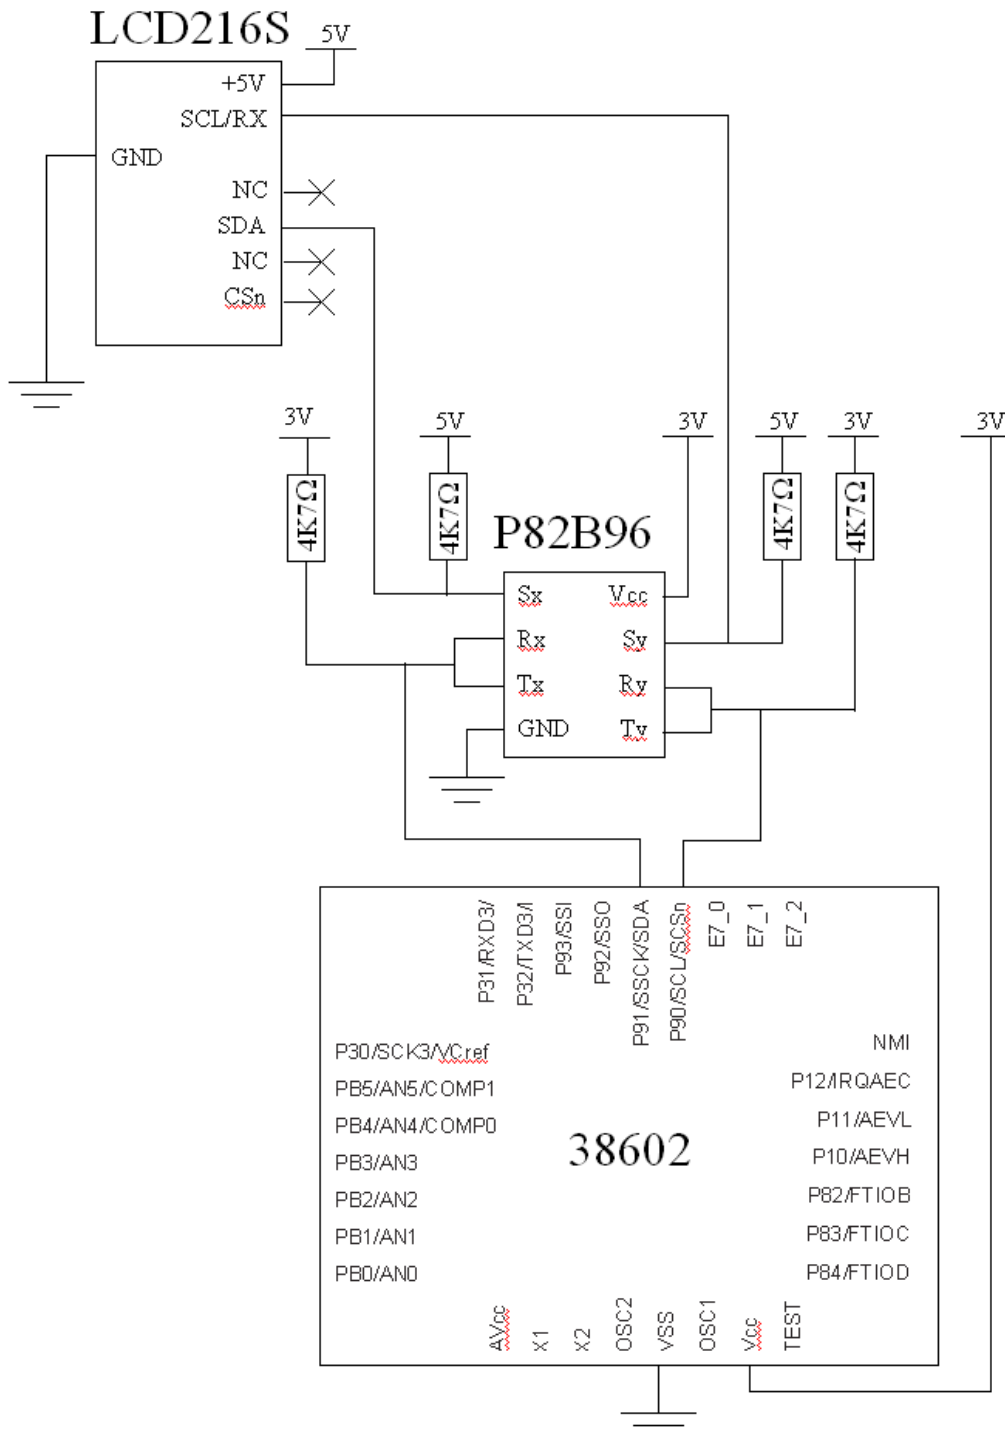 LCD216S
5V
+5V
SCL/RX
GND
NC
SDA
NC
CSn
3V
5V
3V
5V
3V
3V
4K7Ω
4K7Ω
4K7Ω
4K7Ω
P82B96
Sx
Vcc
Rx
Sy
Tx
Ry
GND
Ty
P31/RXD3/
P32/TXD3/I
P93/SSI
P92/SSO
P91/SSCK/SDA
P90/SCL/SCSn
E7_0
E7_1
E7_2
P30/SCK3/VCref
PB5/AN5/COMP1
PB4/AN4/COMP0
PB3/AN3
PB2/AN2
PB1/AN1
PB0/AN0
38602
NMI
P12/IRQAEC
P11/AEVL
P10/AEVH
P82/FTIOB
P83/FTIOC
P84/FTIOD
AVcc
X1
X2
OSC2
VSS
OSC1
Vcc
TEST